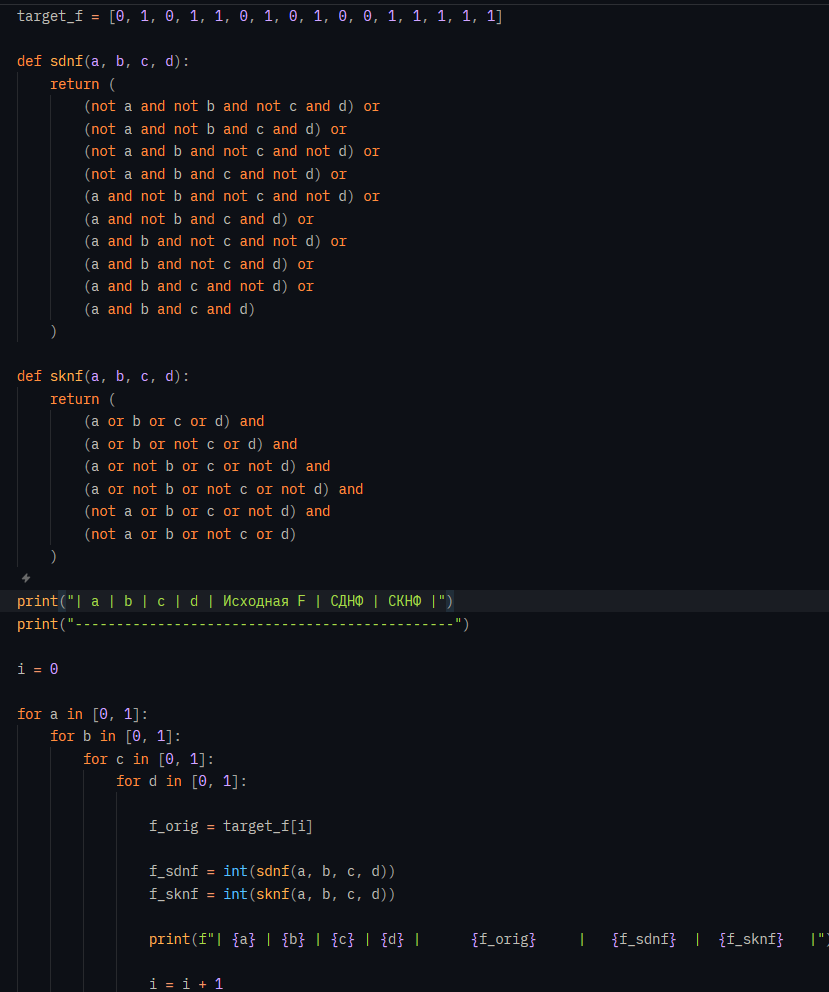 target_f = [0, 1, 0, 1, 1, 0, 1, 0, 1, 0, 0, 1, 1, 1, 1, 1]
def sdnf(a, b, c, d):
return (
(not a and not b and not c and d) or
(not a and not b and c and d) or
(not a and b and not c and not d) or
(not a and b and c and not d) or
(a and not b and not c and not d) or
(a and not b and c and d) or
(a and b and not c and not d) or
(a and b and not c and d) or
(a and b and c and not d) or
(a and b and c and d)
)
def sknf(a, b, c, d):
return (
(a or b or c or d) and
(a or b or not c or d) and
(a or not b or c or not d) and
(a or not b or not c or not d) and
(not a or b or c or not d) and
(not a or b or not c or d)
)
print("| a | b | c | d | Исходная F | СДНФ | СКНФ |")
print("----------------------------------------------")
i = 0
for a in [0, 1]:
for b in [0, 1]:
for c in [0, 1]:
for d in [0, 1]:
f_orig = target_f[i]
f_sdnf = int(sdnf(a, b, c, d))
f_sknf = int(sknf(a, b, c, d))
print(f"| {a} | {b} | {c} | {d} |      {f_orig}     |   {f_sdnf}  |  {f_sknf}   |")
i = i + 1